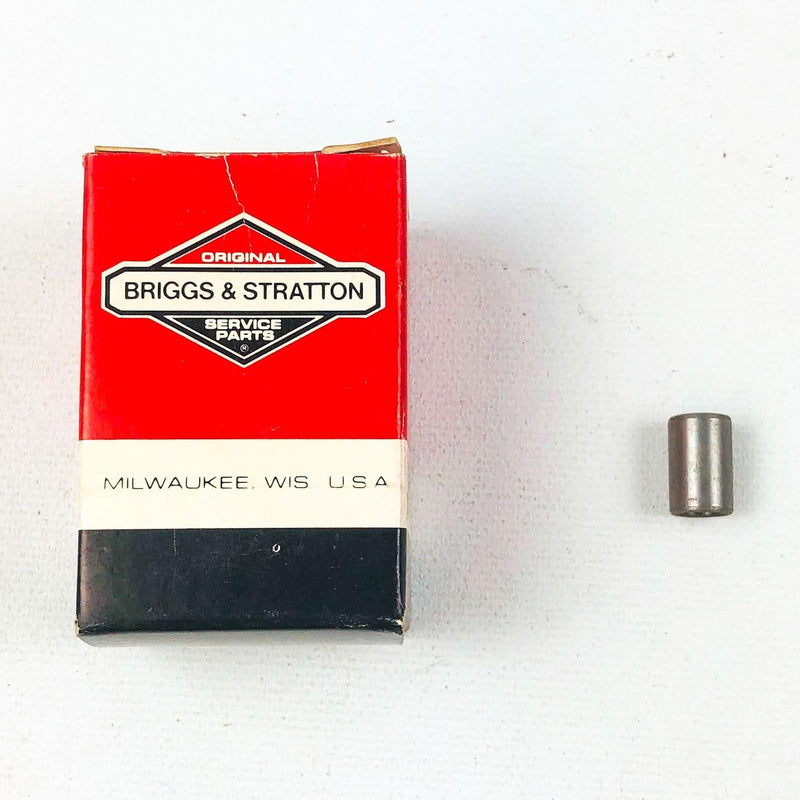 ORIGINAL
BRIGGS & STRATTON
SERVICE
PARTS
®
MILWAUKEE, WIS. U S A